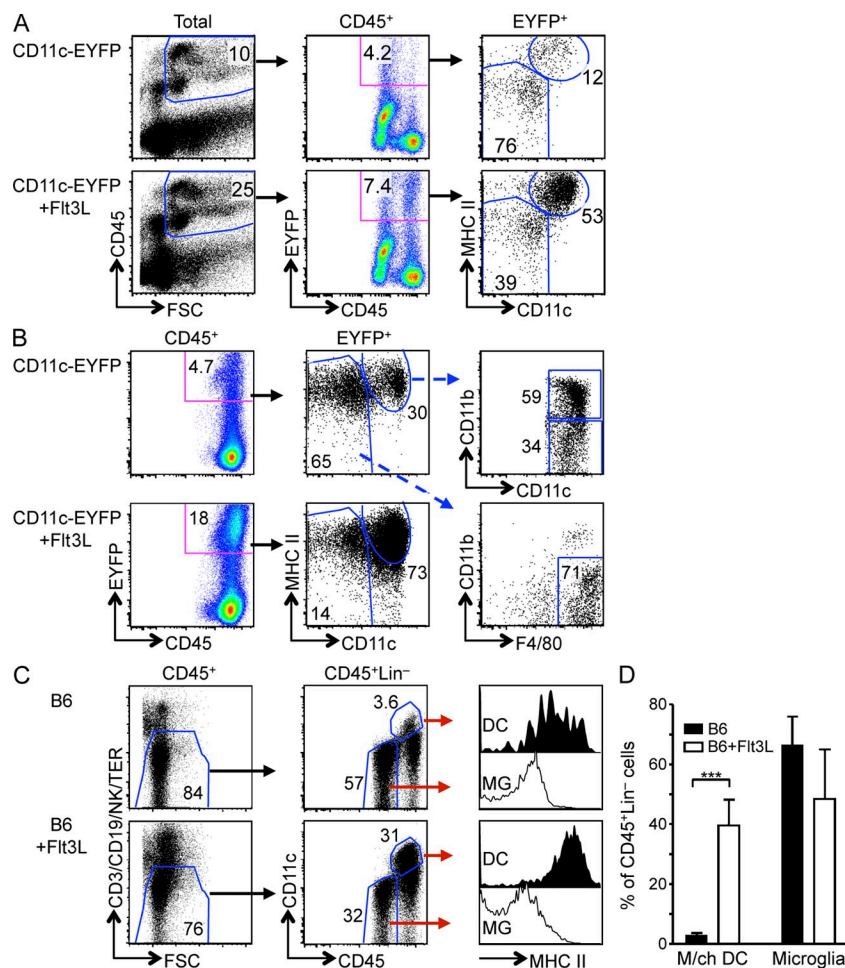 A
Total
CD45+
EYFP+
CD11c-EYFP
10
4.2
12
76
CD11c-EYFP
+Flt3L
25
7.4
53
39
CD45
FSC
EYFP
CD45
MHC II
CD11c
B
CD45+
EYFP+
CD11c-EYFP
4.7
30
65
59
34
CD11b
CD11c
CD11c-EYFP
+Flt3L
18
73
14
71
EYFP
CD45
MHC II
CD11c
CD11b
F4/80
C
CD45+
CD45+Lin–
B6
84
3.6
57
DC
MG
B6
+Flt3L
76
31
32
DC
MG
CD3/CD19/NK/TER
FSC
CD11c
CD45
MHC II
D
80
60
40
20
0
% of CD45+Lin– cells
B6
B6+Flt3L
***
M/ch DC
Microglia